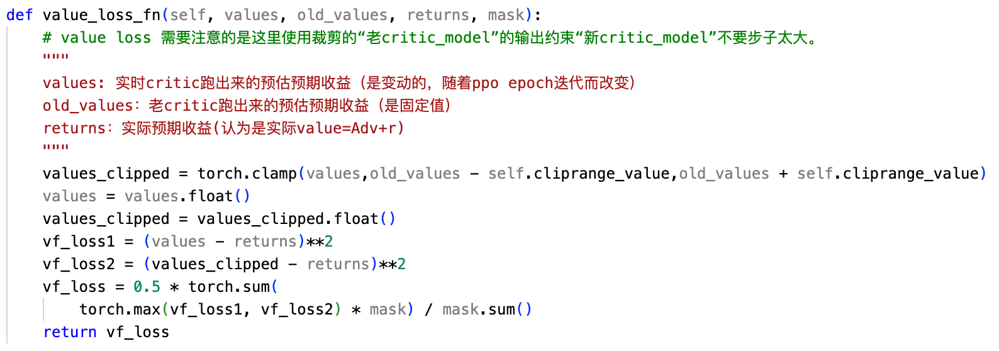 def value_loss_fn(self, values, old_values, returns, mask):
    # value loss 需要注意的是这里使用裁剪的“老critic_model”的输出约束“新critic_model”不要步子太大。
    """
    values: 实时critic跑出来的预估预期收益（是变动的，随着ppo epoch迭代而改变）
    old_values：老critic跑出来的预估预期收益（是固定值）
    returns：实际预期收益(认为是实际value=Adv+r)
    """
    values_clipped = torch.clamp(values,old_values - self.cliprange_value,old_values + self.cliprange_value)
    values = values.float()
    values_clipped = values_clipped.float()
    vf_loss1 = (values - returns)**2
    vf_loss2 = (values_clipped - returns)**2
    vf_loss = 0.5 * torch.sum(
        torch.max(vf_loss1, vf_loss2) * mask) / mask.sum()
    return vf_loss